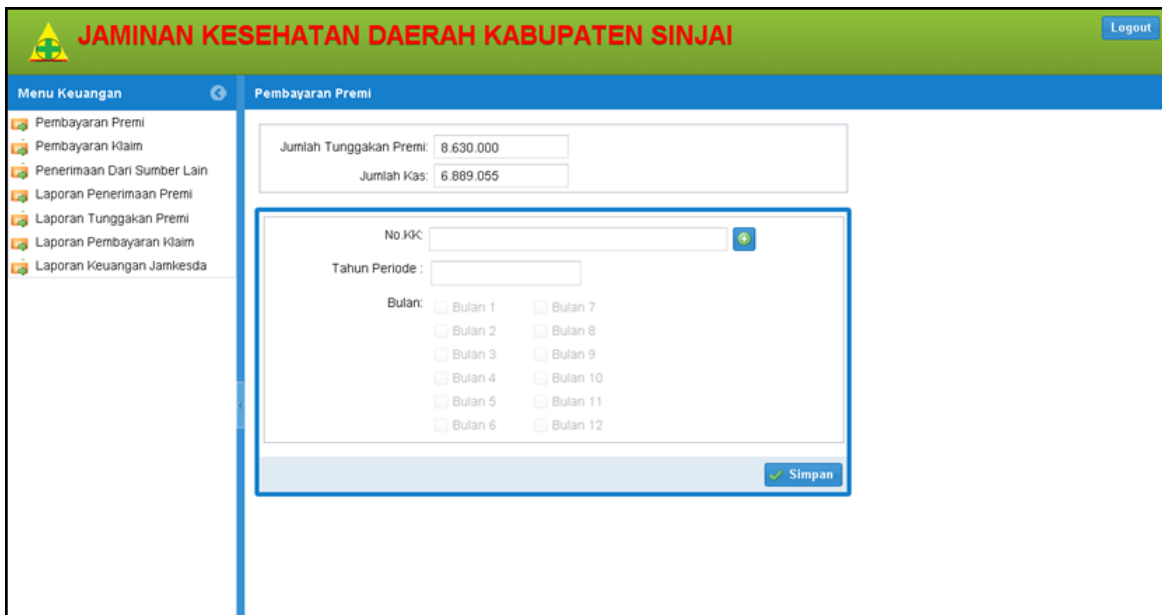 JAMINAN KESEHATAN DAERAH KABUPATEN SINJAI
Logout
Menu Keuangan
Pembayaran Premi
Pembayaran Klaim
Penerimaan Dari Sumber Lain
Laporan Penerimaan Premi
Laporan Tunggakan Premi
Laporan Pembayaran Klaim
Laporan Keuangan Jamkesda
Pembayaran Premi
Jumlah Tunggakan Premi: 8.630.000
Jumlah Kas: 6.889.055
No.KK:
Tahun Periode :
Bulan:
Bulan 1 Bulan 7
Bulan 2 Bulan 8
Bulan 3 Bulan 9
Bulan 4 Bulan 10
Bulan 5 Bulan 11
Bulan 6 Bulan 12
Simpan